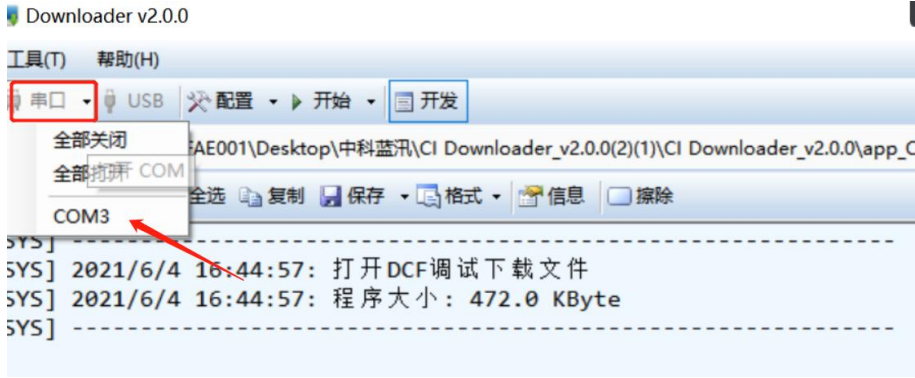 Downloader v2.0.0
工具(T) 帮助(H)
串口 USB 配置 开始 开发
全部关闭
EAE001\Desktop\中科蓝汛\CI Downloader_v2.0.0(2)(1)\CI Downloader_v2.0.0\app_C
全部打开 COM
全选 复制 保存 格式 信息 擦除
COM3
SYS] ------------------------------------------------------------
SYS] 2021/6/4 16:44:57: 打开DCF调试下载文件
SYS] 2021/6/4 16:44:57: 程序大小: 472.0 KByte
SYS] ------------------------------------------------------------